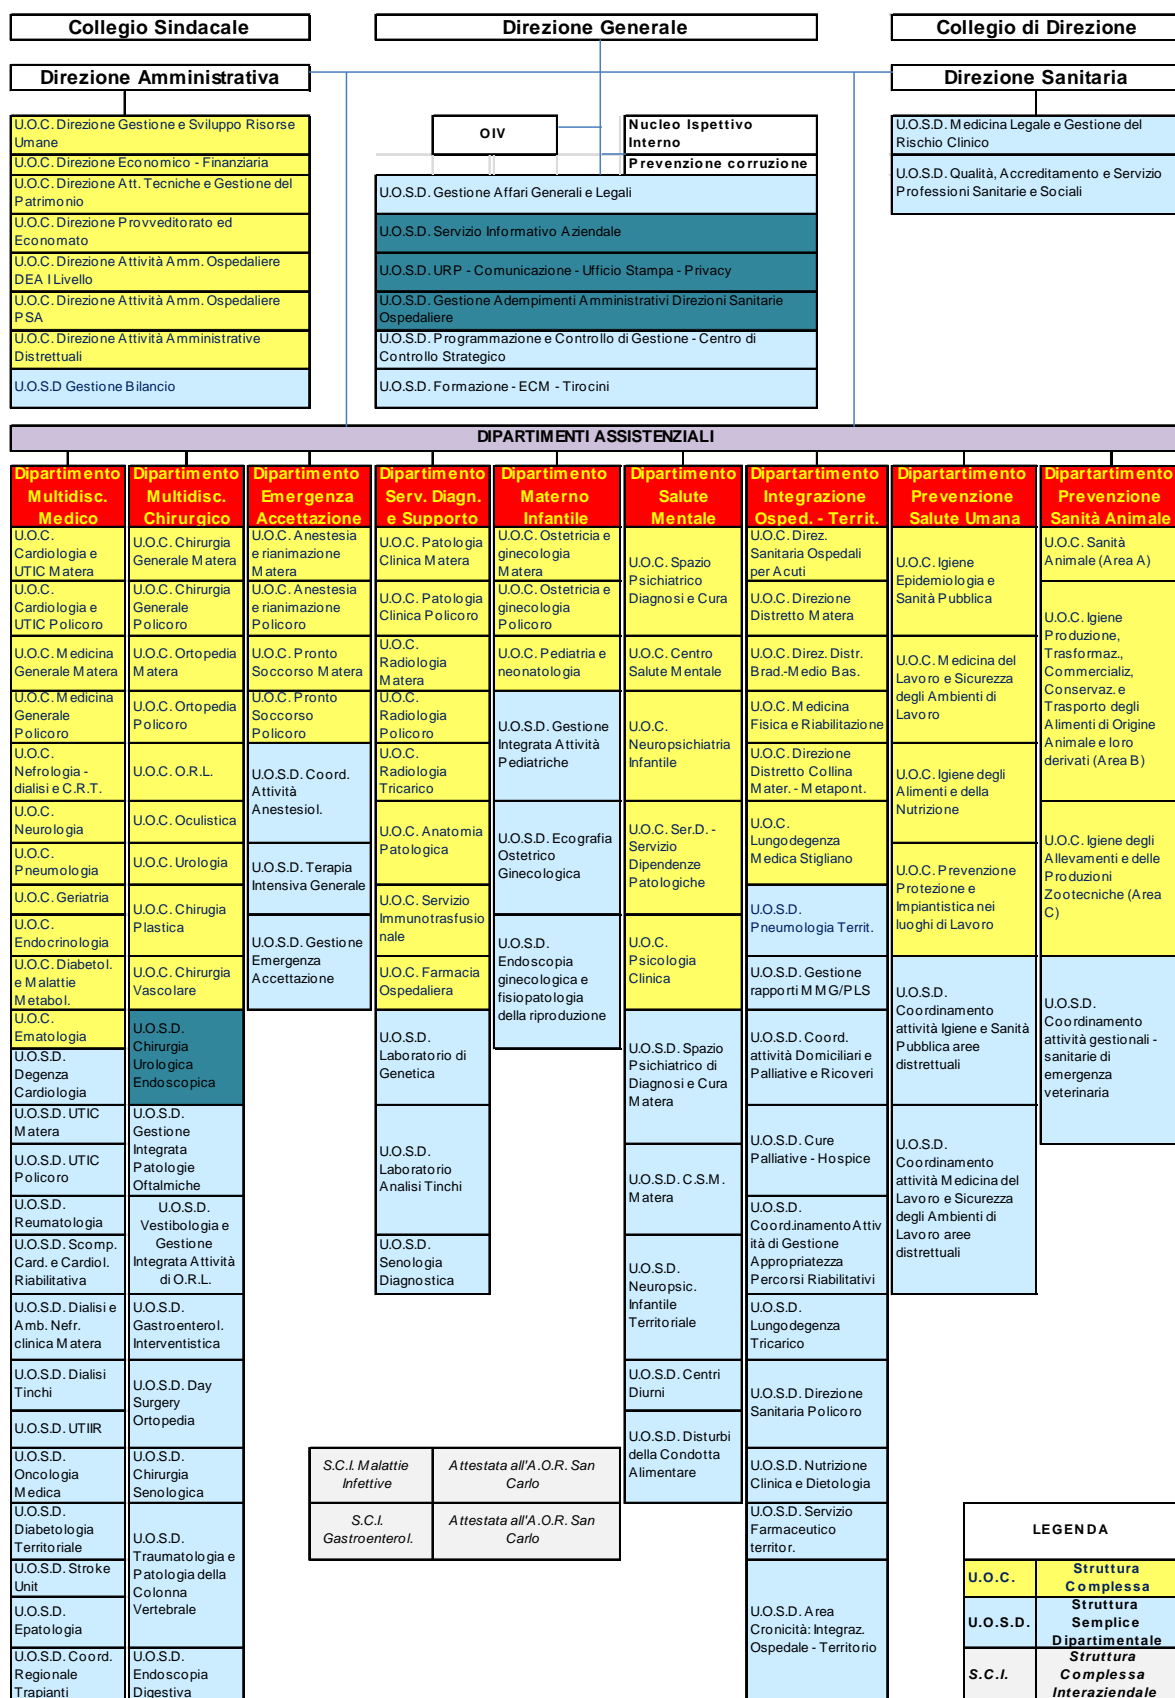 Collegio Sindacale
Direzione Generale
Collegio di Direzione
Direzione Amministrativa
Direzione Sanitaria
U.O.C. Direzione Gestione e Sviluppo Risorse
Umane
U.O.C. Direzione Economico - Finanziaria
U.O.C. Direzione Att. Tecniche e Gestione del
Patrimonio
U.O.C. Direzione Provveditorato ed
Economato
U.O.C. Direzione Attività Amm. Ospedaliere
DEA I Livello
U.O.C. Direzione Attività Amm. Ospedaliere
PSA
U.O.C. Direzione Attività Amministrative
Distrettuali
U.O.S.D Gestione Bilancio
OIV
Nucleo Ispettivo
Interno
Prevenzione corruzione
U.O.S.D. Gestione Affari Generali e Legali
U.O.S.D. Servizio Informativo Aziendale
U.O.S.D. URP - Comunicazione - Ufficio Stampa - Privacy
U.O.S.D. Gestione Adempimenti Amministrativi Direzioni Sanitarie
Ospedaliere
U.O.S.D. Programmazione e Controllo di Gestione - Centro di
Controllo Strategico
U.O.S.D. Formazione - ECM - Tirocini
U.O.S.D. Medicina Legale e Gestione del
Rischio Clinico
U.O.S.D. Qualità, Accreditamento e Servizio
Professioni Sanitarie e Sociali
DIPARTIMENTI ASSISTENZIALI
Dipartimento
Multidisc.
Medico
U.O.C.
Cardiologia e
UTIC Matera
U.O.C.
Cardiologia e
UTIC Policoro
U.O.C. Medicina
Generale Matera
U.O.C. Medicina
Generale
Policoro
U.O.C.
Nefrologia -
dialisi e C.R.T.
U.O.C.
Neurologia
U.O.C.
Pneumologia
U.O.C. Geriatria
U.O.C.
Endocrinologia
U.O.C. Diabetol.
e Malattie
Metabol.
U.O.C.
Ematologia
U.O.S.D.
Degenza
Cardiologia
U.O.S.D. UTIC
Matera
U.O.S.D. UTIC
Policoro
U.O.S.D.
Reumatologia
U.O.S.D. Scomp.
Card. e Cardiol.
Riabilitativa
U.O.S.D. Dialisi e
Amb. Nefr.
clinica Matera
U.O.S.D. Dialisi
Tinchi
U.O.S.D. UTIIR
U.O.S.D.
Oncologia
Medica
U.O.S.D.
Diabetologia
Territoriale
U.O.S.D. Stroke
Unit
U.O.S.D.
Epatologia
U.O.S.D. Coord.
Regionale
Trapianti
Dipartimento
Multidisc.
Chirurgico
U.O.C. Chirurgia
Generale Matera
U.O.C. Chirurgia
Generale
Policoro
U.O.C. Ortopedia
Matera
U.O.C. Ortopedia
Policoro
U.O.C. O.R.L.
U.O.C. Oculistica
U.O.C. Urologia
U.O.C. Chirugia
Plastica
U.O.C. Chirurgia
Vascolare
U.O.S.D.
Chirurgia
Urologica
Endoscopica
U.O.S.D.
Gestione
Integrata
Patologie
Oftalmiche
U.O.S.D.
Vestibologia e
Gestione
Integrata Attività
di O.R.L.
U.O.S.D.
Gastroenterol.
Interventistica
U.O.S.D. Day
Surgery
Ortopedia
U.O.S.D.
Chirurgia
Senologica
U.O.S.D.
Traumatologia e
Patologia della
Colonna
Vertebrale
U.O.S.D.
Endoscopia
Digestiva
Dipartimento
Emergenza
Accettazione
U.O.C. Anestesia
e rianimazione
Matera
U.O.C. Anestesia
e rianimazione
Policoro
U.O.C. Pronto
Soccorso Matera
U.O.C. Pronto
Soccorso
Policoro
U.O.S.D. Coord.
Attività
Anestesiol.
U.O.S.D. Terapia
Intensiva Generale
U.O.S.D. Gestione
Emergenza
Accettazione
Dipartimento
Serv. Diagn.
e Supporto
U.O.C. Patologia
Clinica Matera
U.O.C. Patologia
Clinica Policoro
U.O.C.
Radiologia
Matera
U.O.C.
Radiologia
Policoro
U.O.C.
Radiologia
Tricarico
U.O.C. Anatomia
Patologica
U.O.C. Servizio
Immunotrasfusio
nale
U.O.C. Farmacia
Ospedaliera
U.O.S.D.
Laboratorio di
Genetica
U.O.S.D.
Laboratorio
Analisi Tinchi
U.O.S.D.
Senologia
Diagnostica
Dipartimento
Materno
Infantile
U.O.C. Ostetricia e
ginecologia
Matera
U.O.C. Ostetricia e
ginecologia
Policoro
U.O.C. Pediatria e
neonatologia
U.O.S.D. Gestione
Integrata Attività
Pediatriche
U.O.S.D. Ecografia
Ostetrico
Ginecologica
U.O.S.D.
Endoscopia
ginecologica e
fisiopatologia
della riproduzione
Dipartimento
Salute
Mentale
U.O.C. Spazio
Psichiatrico
Diagnosi e Cura
U.O.C. Centro
Salute Mentale
U.O.C.
Neuropsichiatria
Infantile
U.O.C. Ser.D. -
Servizio
Dipendenze
Patologiche
U.O.C.
Psicologia
Clinica
U.O.S.D. Spazio
Psichiatrico di
Diagnosi e Cura
Matera
U.O.S.D. C.S.M.
Matera
U.O.S.D.
Neuropsic.
Infantile
Territoriale
U.O.S.D. Centri
Diurni
U.O.S.D. Disturbi
della Condotta
Alimentare
Dipartartimento
Integrazione
Osped. - Territ.
U.O.C. Direz.
Sanitaria Ospedali
per Acuti
U.O.C. Direzione
Distretto Matera
U.O.C. Direz. Distr.
Brad.-Medio Bas.
U.O.C. Medicina
Fisica e Riabilitazione
U.O.C. Direzione
Distretto Collina
Mater. - Metapont.
U.O.C.
Lungodegenza
Medica Stigliano
U.O.S.D.
Pneumologia Territ.
U.O.S.D. Gestione
rapporti MMG/PLS
U.O.S.D. Coord.
attività Domiciliari e
Palliative e Ricoveri
U.O.S.D. Cure
Palliative - Hospice
U.O.S.D.
Coord.inamento Attiv
ità di Gestione
Appropriatezza
Percorsi Riabilitativi
U.O.S.D.
Lungodegenza
Tricarico
U.O.S.D. Direzione
Sanitaria Policoro
U.O.S.D. Nutrizione
Clinica e Dietologia
U.O.S.D. Servizio
Farmaceutico
territor.
U.O.S.D. Area
Cronicità: Integraz.
Ospedale - Territorio
Dipartartimento
Prevenzione
Salute Umana
U.O.C. Igiene
Epidemiologia e
Sanità Pubblica
U.O.C. Medicina del
Lavoro e Sicurezza
degli Ambienti di
Lavoro
U.O.C. Igiene degli
Alimenti e della
Nutrizione
U.O.C. Prevenzione
Protezione e
Impiantistica nei
luoghi di Lavoro
U.O.S.D.
Coordinamento
attività Igiene e Sanità
Pubblica aree
distrettuali
U.O.S.D.
Coordinamento
attività Medicina del
Lavoro e Sicurezza
degli Ambienti di
Lavoro aree
distrettuali
Dipartartimento
Prevenzione
Sanità Animale
U.O.C. Sanità
Animale (Area A)
U.O.C. Igiene
Produzione,
Trasformaz.,
Commercializ,
Conservaz. e
Trasporto degli
Alimenti di Origine
Animale e loro
derivati (Area B)
U.O.C. Igiene degli
Allevamenti e delle
Produzioni
Zootecniche (Area
C)
U.O.S.D.
Coordinamento
attività gestionali -
sanitarie di
emergenza
veterinaria
S.C.I. Malattie
Infettive
Attestata all'A.O.R. San
Carlo
S.C.I.
Gastroenterol.
Attestata all'A.O.R. San
Carlo
LEGENDA
U.O.C.
Struttura
Complessa
U.O.S.D.
Struttura
Semplice
Dipartimentale
S.C.I.
Struttura
Complessa
Interaziendale